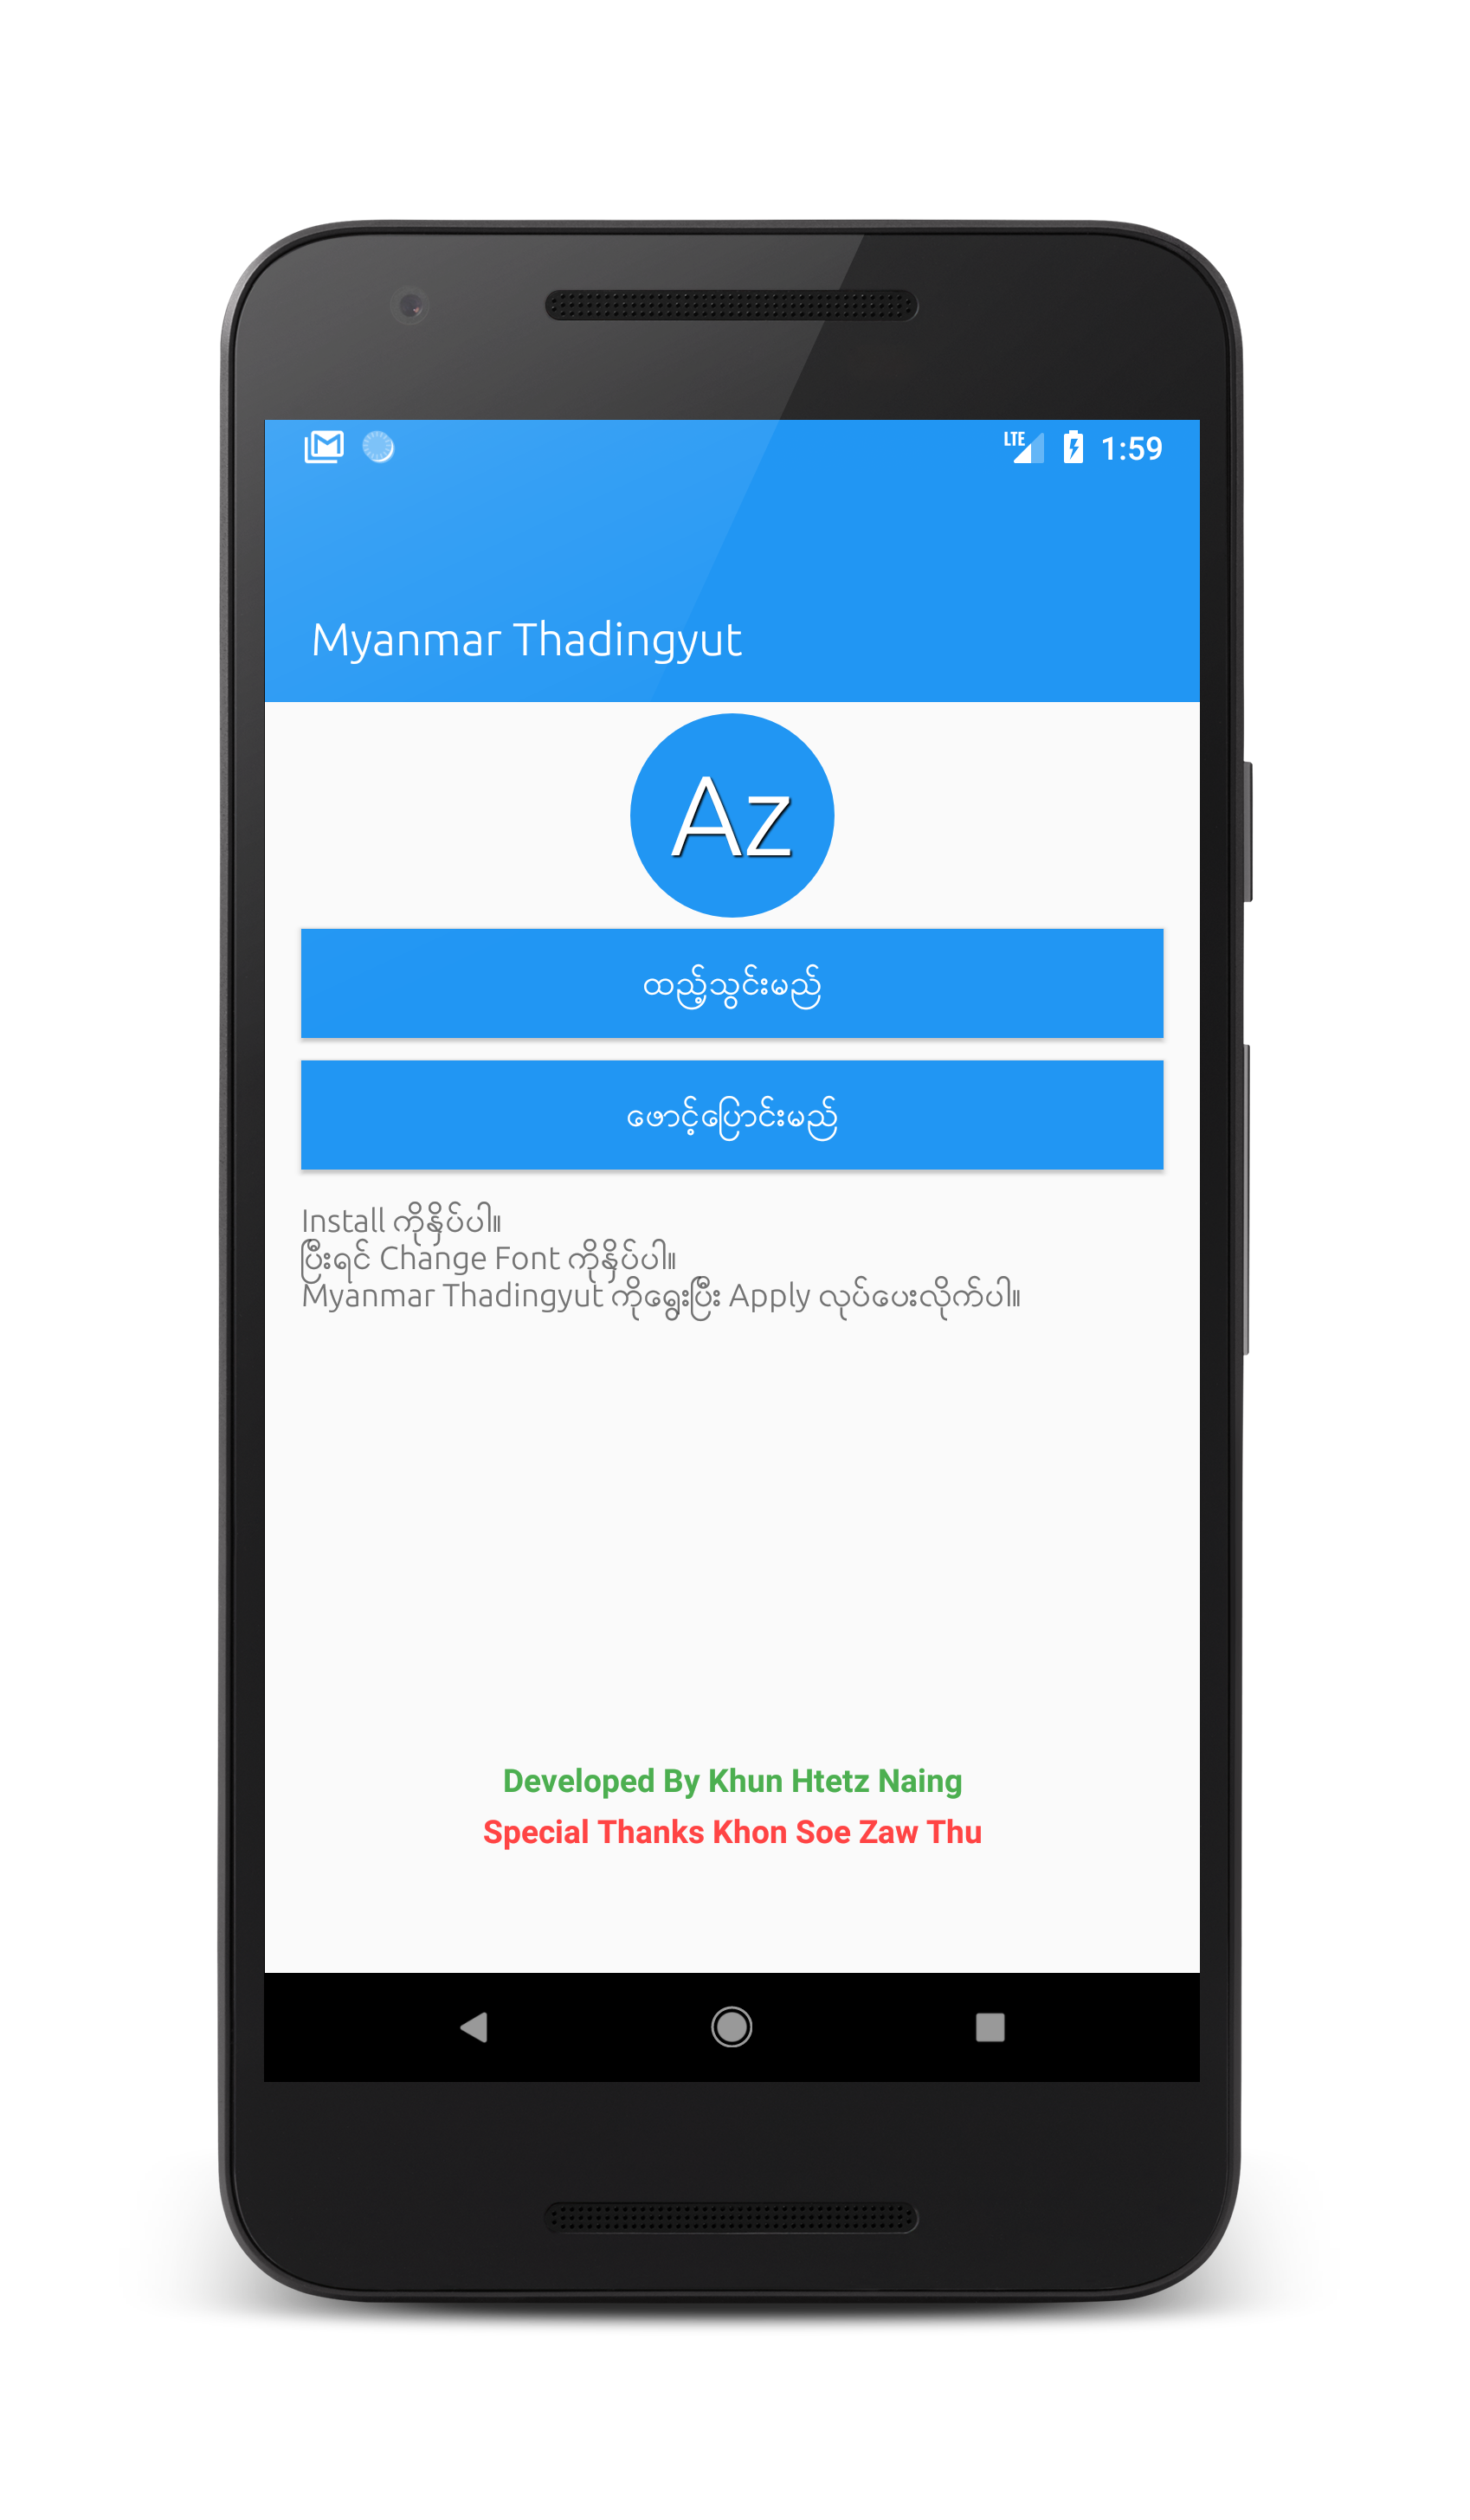 LTE 1:59
Myanmar Thadingyut
Az
ထည့်သွင်းမည်
ဖောင့်ပြောင်းမည်
Install ကိုနှိပ်ပါ။
ပြီးရင် Change Font ကိုနှိပ်ပါ။
Myanmar Thadingyut ကိုရွေးပြီး Apply လုပ်ပေးလိုက်ပါ။
Developed By Khun Htetz Naing
Special Thanks Khon Soe Zaw Thu